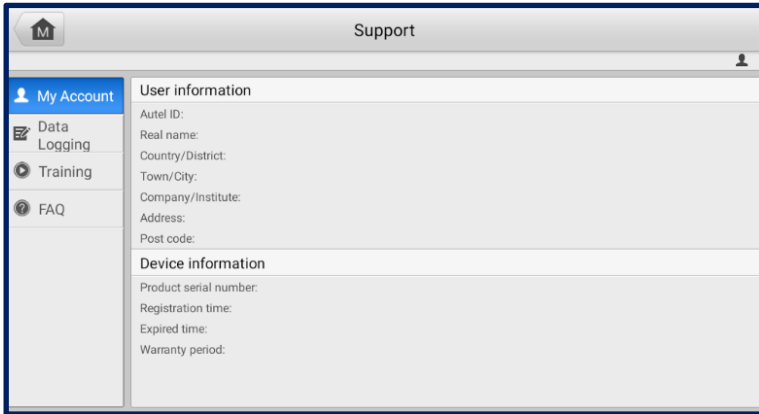 M
Support
My Account
Data
Logging
Training
FAQ
User information
Autel ID:
Real name:
Country/District:
Town/City:
Company/Institute:
Address:
Post code:
Device information
Product serial number:
Registration time:
Expired time:
Warranty period: